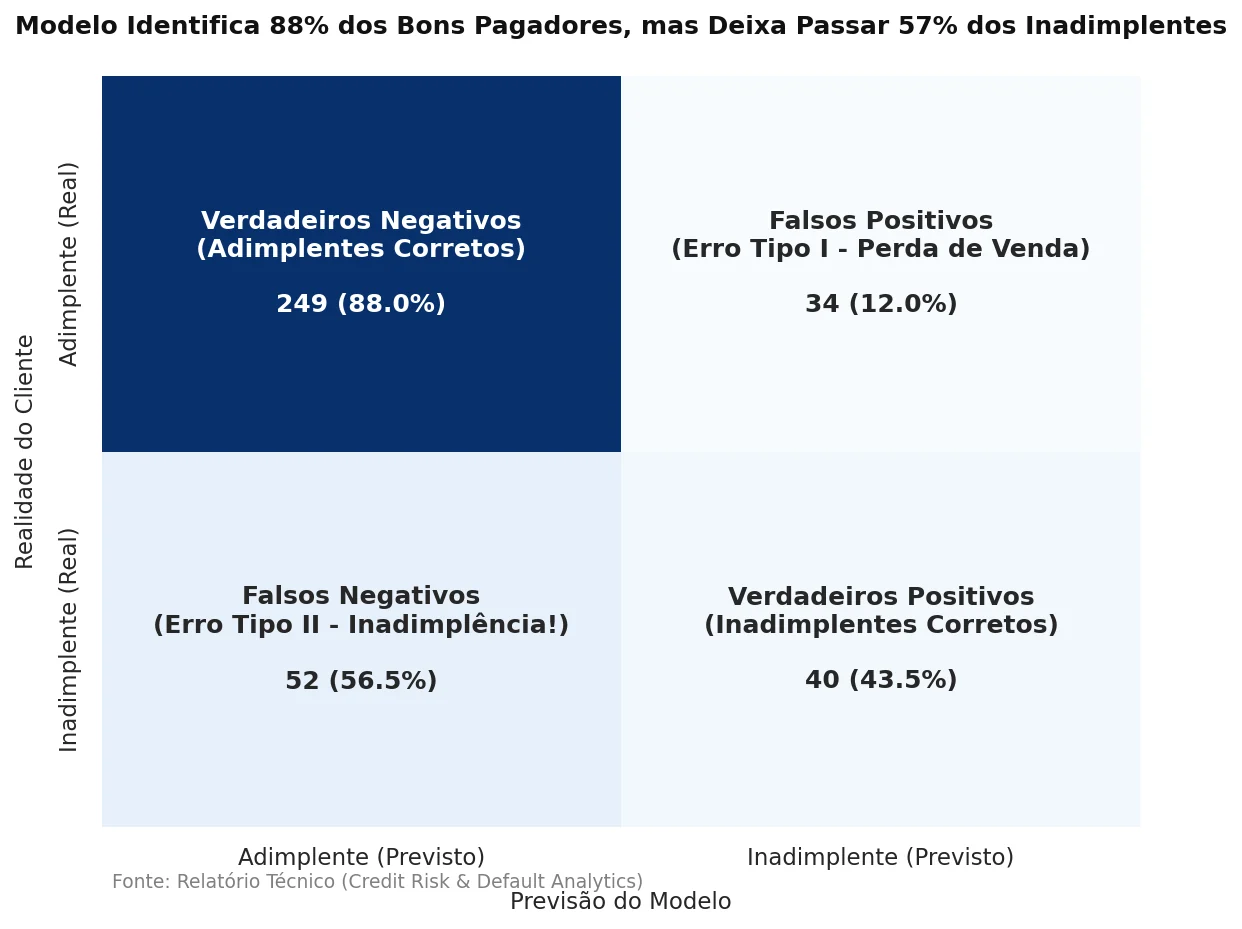 Modelo Identifica 88% dos Bons Pagadores, mas Deixa Passar 57% dos Inadimplentes
Realidade do Cliente
Adimplente (Real)
Verdadeiros Negativos
(Adimplentes Corretos)
249 (88.0%)
Falsos Positivos
(Erro Tipo I - Perda de Venda)
34 (12.0%)
Inadimplente (Real)
Falsos Negativos
(Erro Tipo II - Inadimplência!)
52 (56.5%)
Verdadeiros Positivos
(Inadimplentes Corretos)
40 (43.5%)
Adimplente (Previsto)
Inadimplente (Previsto)
Fonte: Relatório Técnico (Credit Risk & Default Analytics)
Previsão do Modelo